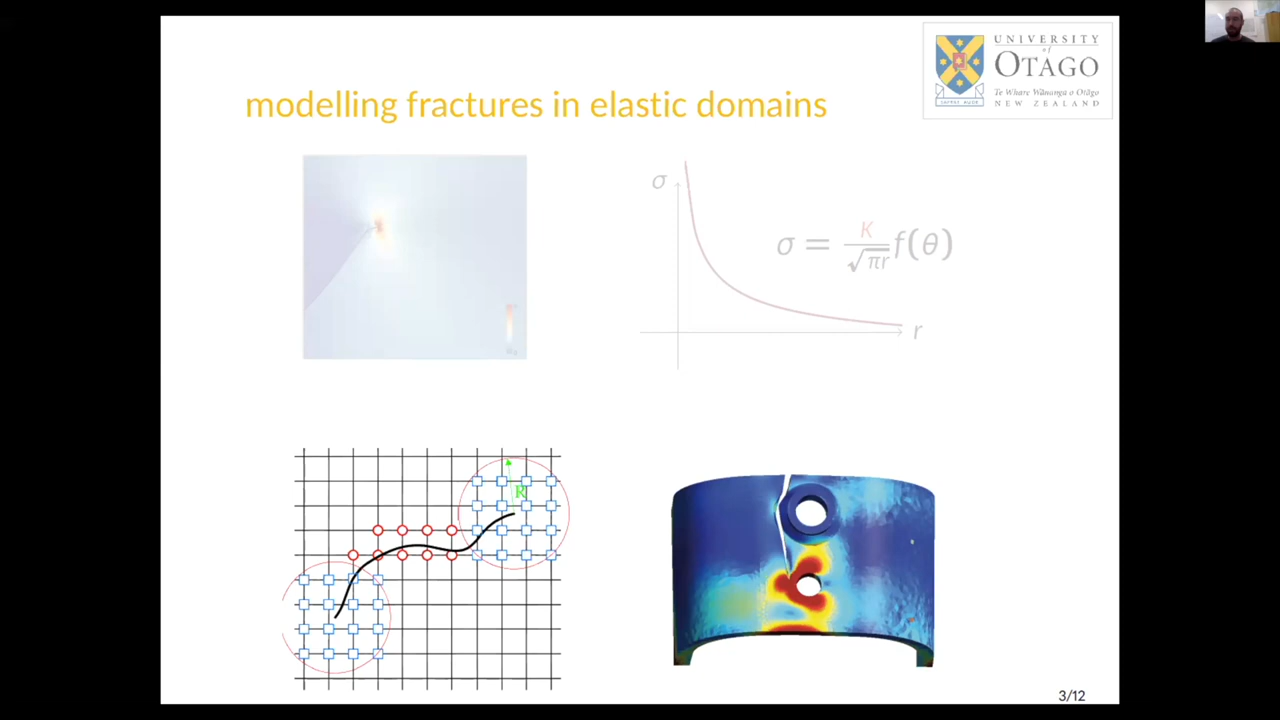 UNIVERSITY
of
OTAGO
Te Whare Wānanga o Otāgo
NEW ZEALAND
modelling fractures in elastic domains
σ
σ = K/√πr f(θ)
r
R
3/12